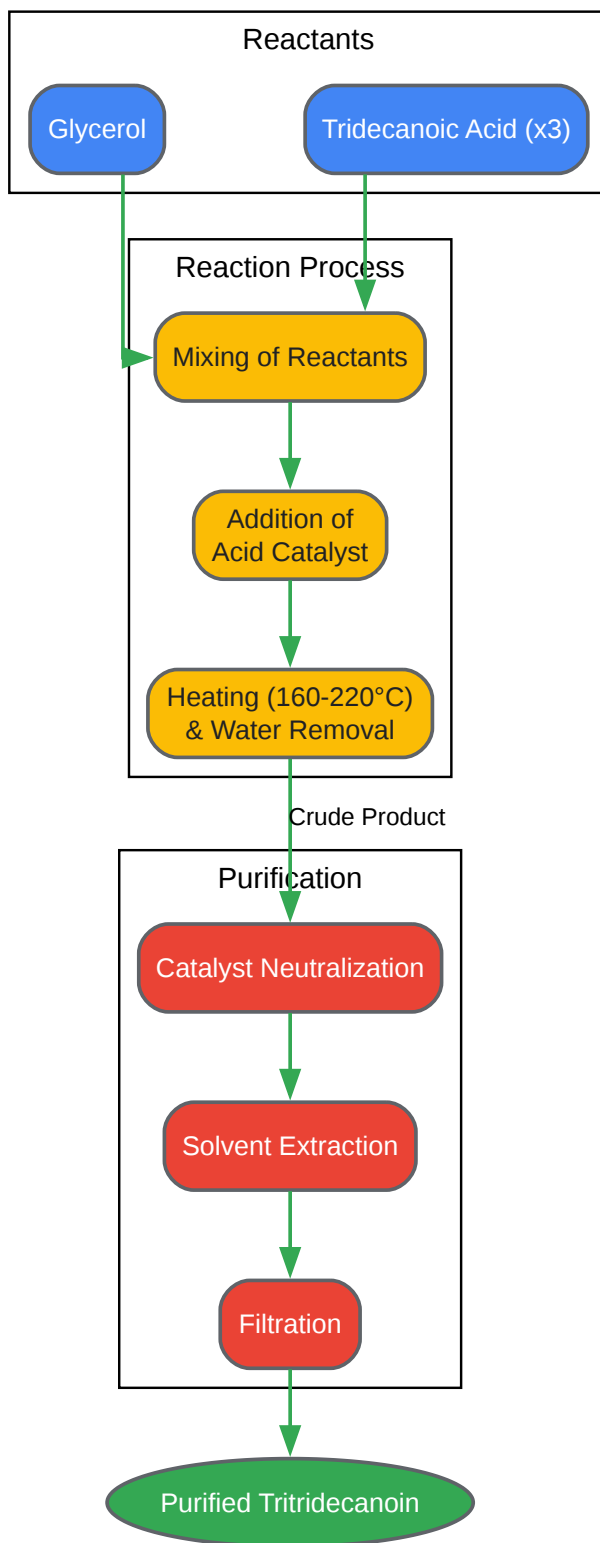 Reactants
Glycerol
Tridecanoic Acid (x3)
Reaction Process
Mixing of Reactants
Addition of
Acid Catalyst
Heating (160-220°C)
& Water Removal
Crude Product
Purification
Catalyst Neutralization
Solvent Extraction
Filtration
Purified Tritridecanoin